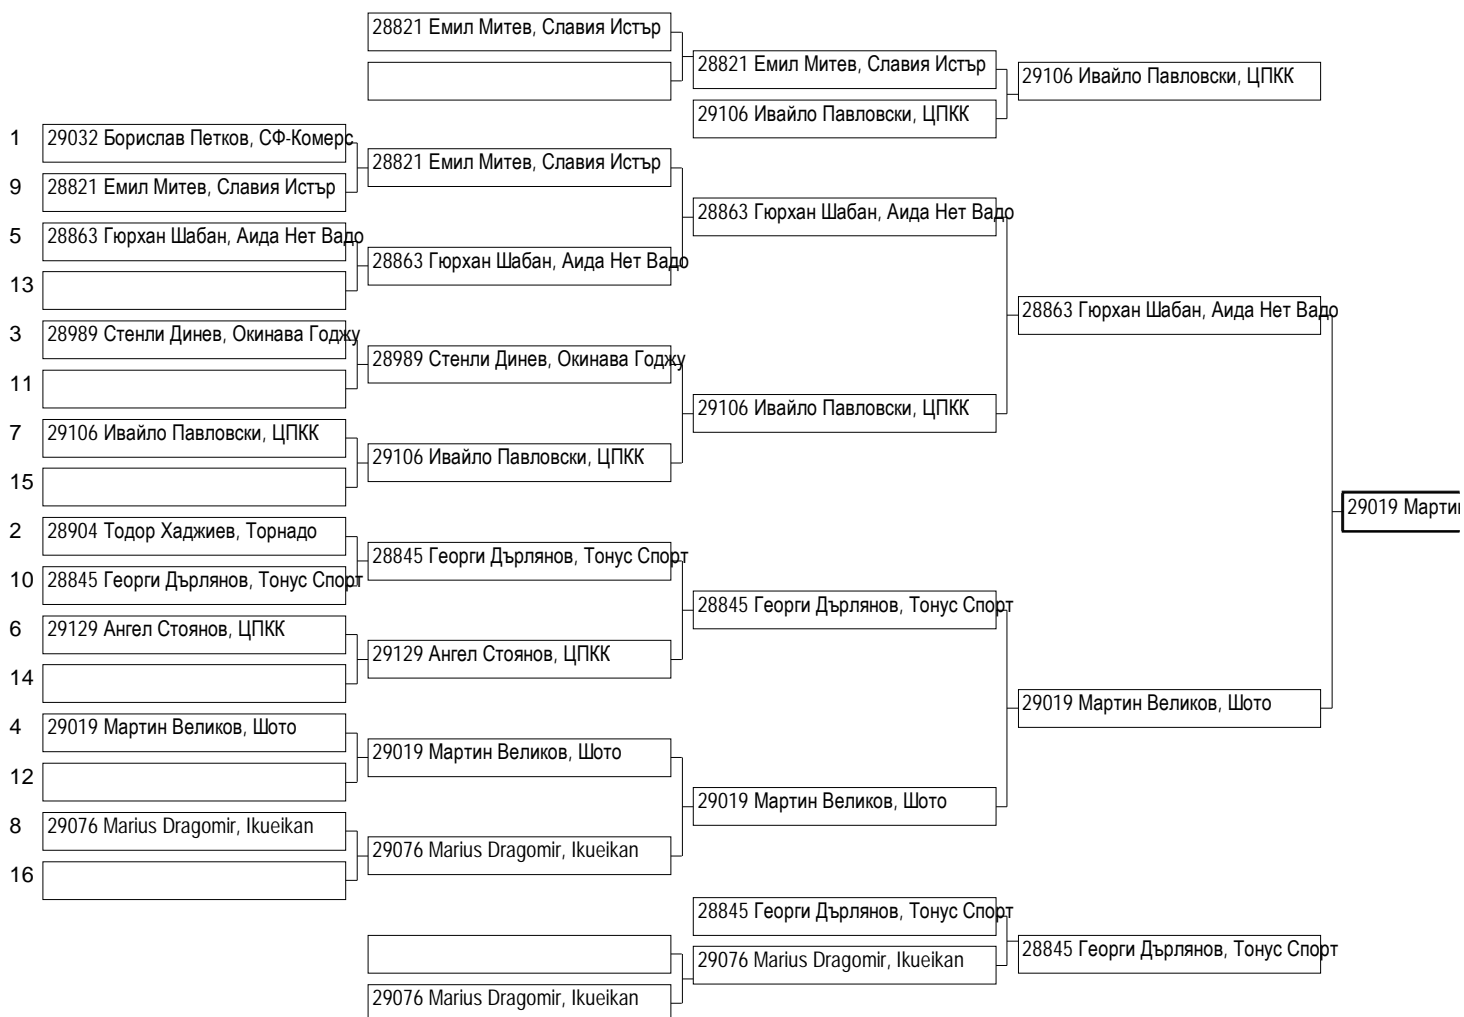 28821 Емил Митев, Славия Истър
28821 Емил Митев, Славия Истър
29106 Ивайло Павловски, ЦПКК
29106 Ивайло Павловски, ЦПКК
1 29032 Борислав Петков, СФ-Комерс
28821 Емил Митев, Славия Истър
9 28821 Емил Митев, Славия Истър
28863 Гюрхан Шабан, Аида Нет Вадо
5 28863 Гюрхан Шабан, Аида Нет Вадо
28863 Гюрхан Шабан, Аида Нет Вадо
13
28863 Гюрхан Шабан, Аида Нет Вадо
3 28989 Стенли Динев, Окинава Годжу
28989 Стенли Динев, Окинава Годжу
11
29106 Ивайло Павловски, ЦПКК
7 29106 Ивайло Павловски, ЦПКК
29106 Ивайло Павловски, ЦПКК
15
29019 Мартин
2 28904 Тодор Хаджиев, Торнадо
28845 Георги Дърлянов, Тонус Спорт
10 28845 Георги Дърлянов, Тонус Спорт
28845 Георги Дърлянов, Тонус Спорт
6 29129 Ангел Стоянов, ЦПКК
29129 Ангел Стоянов, ЦПКК
14
29019 Мартин Великов, Шото
4 29019 Мартин Великов, Шото
29019 Мартин Великов, Шото
12
29019 Мартин Великов, Шото
8 29076 Marius Dragomir, Ikueikan
29076 Marius Dragomir, Ikueikan
16
28845 Георги Дърлянов, Тонус Спорт
28845 Георги Дърлянов, Тонус Спорт
29076 Marius Dragomir, Ikueikan
29076 Marius Dragomir, Ikueikan